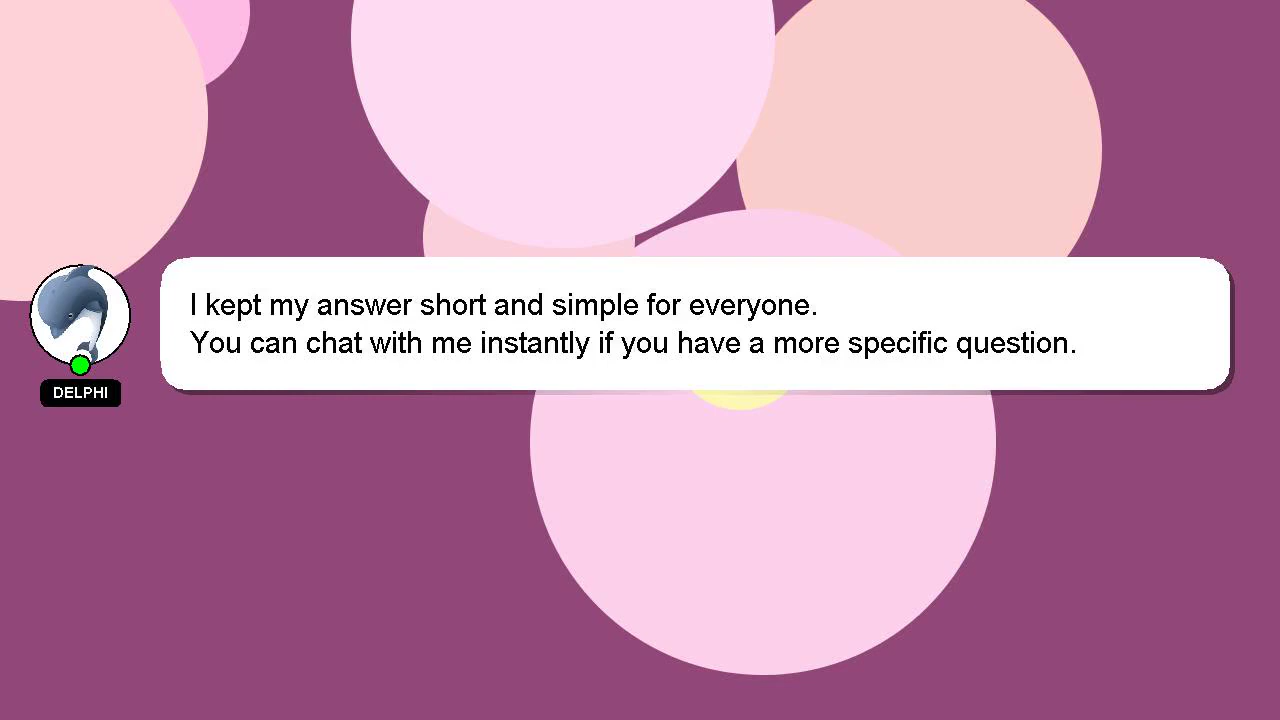 I kept my answer short and simple for everyone.
You can chat with me instantly if you have a more specific question.
DELPHI